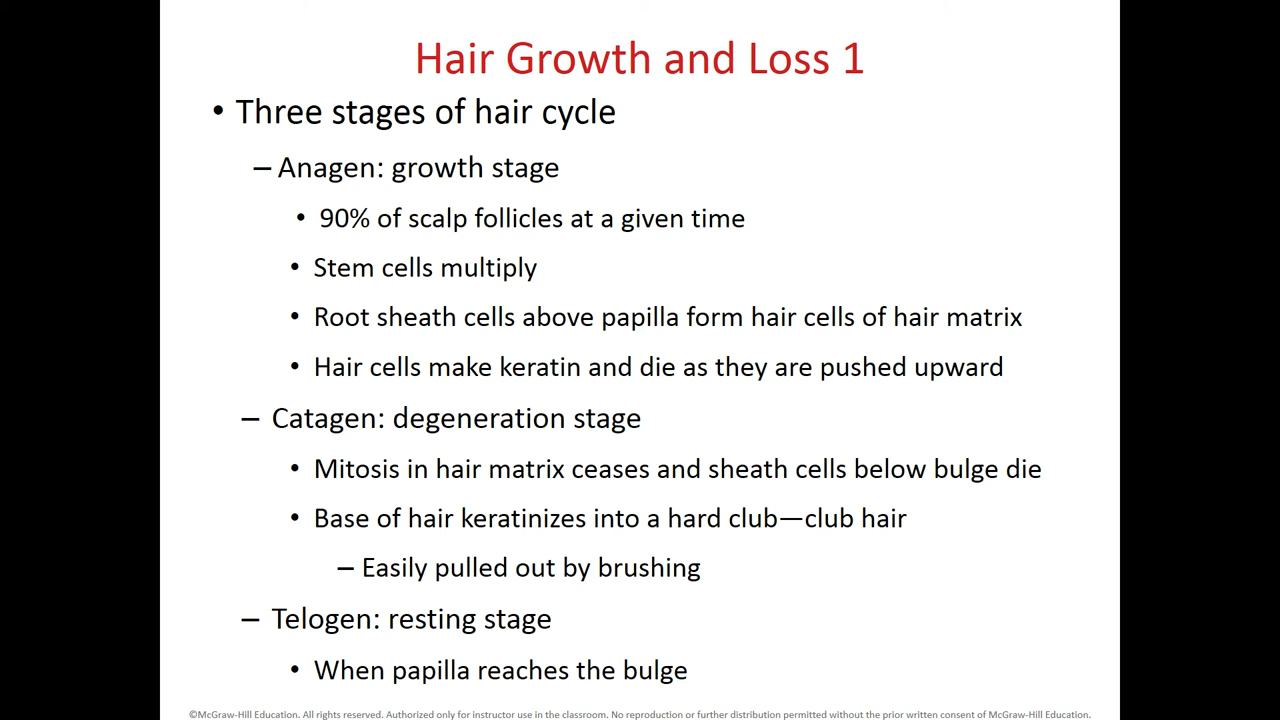 Hair Growth and Loss 1
• Three stages of hair cycle
– Anagen: growth stage
• 90% of scalp follicles at a given time
• Stem cells multiply
• Root sheath cells above papilla form hair cells of hair matrix
• Hair cells make keratin and die as they are pushed upward
– Catagen: degeneration stage
• Mitosis in hair matrix ceases and sheath cells below bulge die
• Base of hair keratinizes into a hard club—club hair
– Easily pulled out by brushing
– Telogen: resting stage
• When papilla reaches the bulge
©McGraw-Hill Education. All rights reserved. Authorized only for instructor use in the classroom. No reproduction or further distribution permitted without the prior written consent of McGraw-Hill Education.